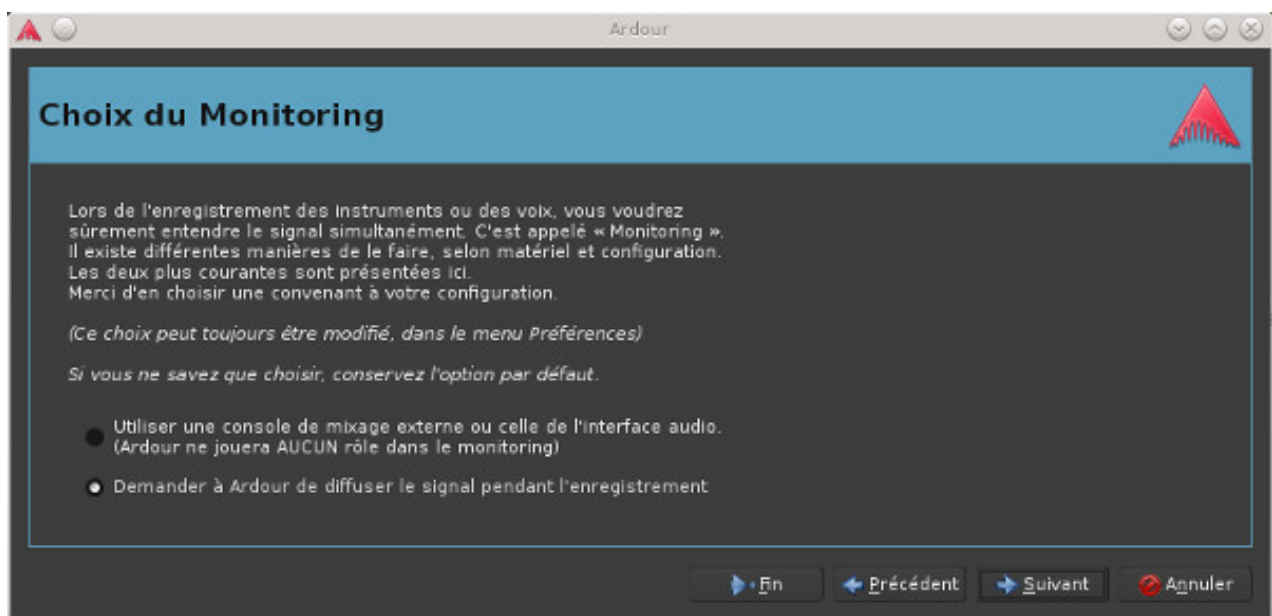 Ardour
Choix du Monitoring
Lors de l'enregistrement des instruments ou des voix, vous voudrez
sûrement entendre le signal simultanément. C'est appelé « Monitoring ».
Il existe différentes manières de le faire, selon matériel et configuration.
Les deux plus courantes sont présentées ici.
Merci d'en choisir une convenant à votre configuration.
(Ce choix peut toujours être modifié, dans le menu Préférences)
Si vous ne savez que choisir, conservez l'option par défaut.
Utiliser une console de mixage externe ou celle de l'interface audio.
(Ardour ne jouera AUCUN rôle dans le monitoring)
Demander à Ardour de diffuser le signal pendant l'enregistrement
Fin Précédent Suivant Annuler